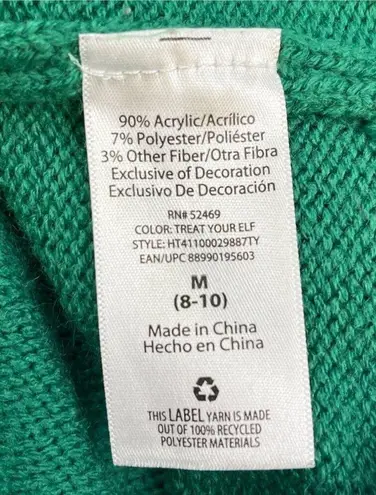 90% Acrylic/Acrílico
7% Polyester/Poliéster
3% Other Fiber/Otra Fibra
Exclusive of Decoration
Exclusivo De Decoración
RN# 52469
COLOR: TREAT YOUR ELF
STYLE: HT41100029887TY
EAN/UPC 88990195603
M
(8-10)
Made in China
Hecho en China
THIS LABEL YARN IS MADE
OUT OF 100% RECYCLED
POLYESTER MATERIALS